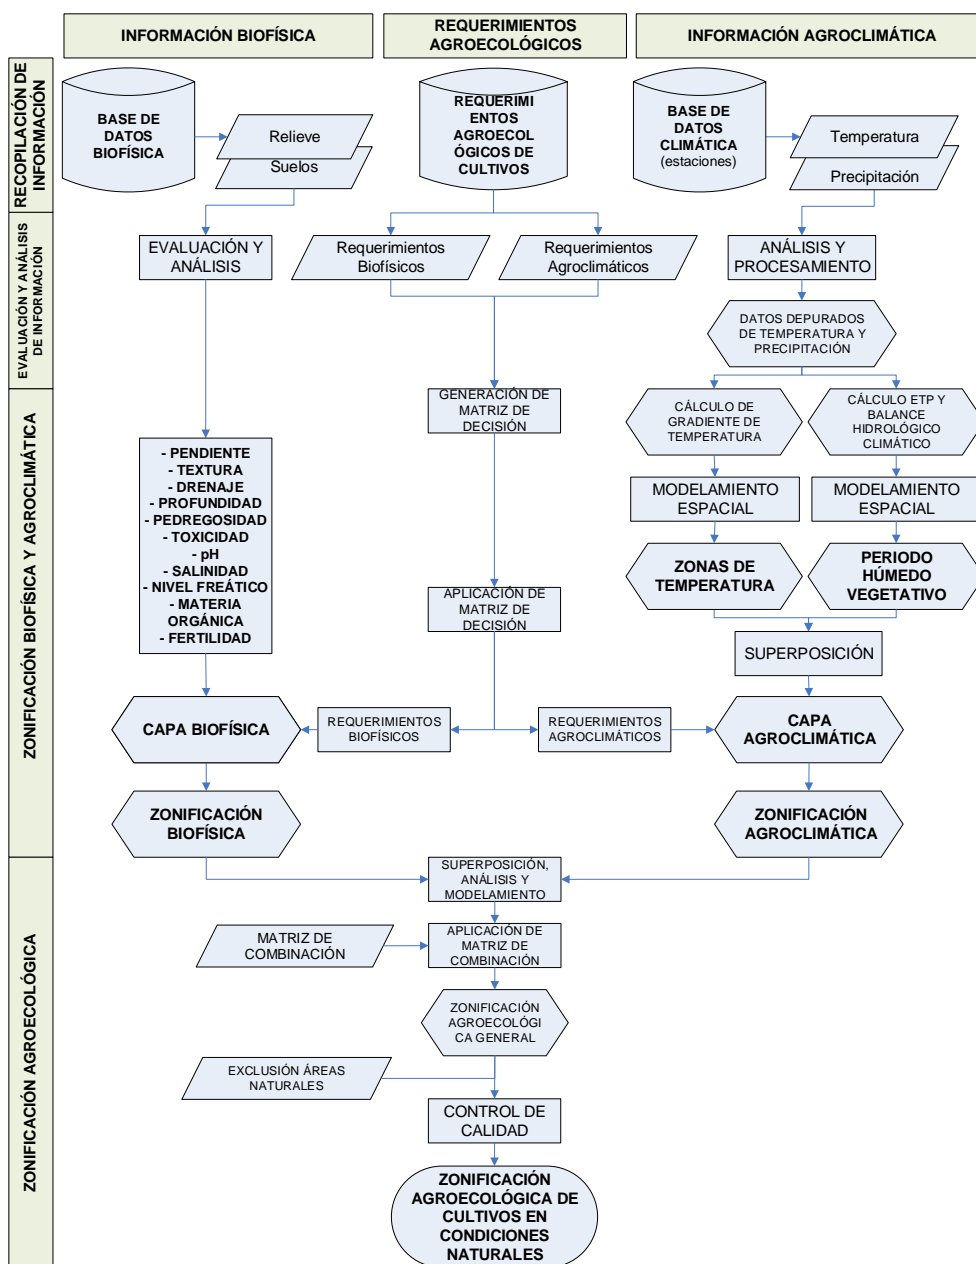 INFORMACIÓN BIOFÍSICA
REQUERIMIENTOS
AGROECOLÓGICOS
INFORMACIÓN AGROCLIMÁTICA
RECOPILACIÓN DE
INFORMACIÓN
BASE DE
DATOS
BIOFÍSICA
Relieve
Suelos
REQUERIMI
ENTOS
AGROECOL
ÓGICOS DE
CULTIVOS
BASE DE
DATOS
CLIMÁTICA
(estaciones)
Temperatura
Precipitación
EVALUACIÓN Y ANÁLISIS
DE INFORMACIÓN
EVALUACIÓN Y
ANÁLISIS
Requerimientos
Biofísicos
Requerimientos
Agroclimáticos
ANÁLISIS Y
PROCESAMIENTO
DATOS DEPURADOS
DE TEMPERATURA Y
PRECIPITACIÓN
ZONIFICACIÓN BIOFÍSICA Y AGROCLIMÁTICA
GENERACIÓN DE
MATRIZ DE
DECISIÓN
CÁLCULO DE
GRADIENTE DE
TEMPERATURA
CÁLCULO ETP Y
BALANCE
HIDROLÓGICO
CLIMÁTICO
- PENDIENTE
- TEXTURA
- DRENAJE
- PROFUNDIDAD
- PEDREGOSIDAD
- TOXICIDAD
- pH
- SALINIDAD
- NIVEL FREÁTICO
- MATERIA
ORGÁNICA
- FERTILIDAD
MODELAMIENTO
ESPACIAL
MODELAMIENTO
ESPACIAL
ZONAS DE
TEMPERATURA
PERIODO
HÚMEDO
VEGETATIVO
APLICACIÓN DE
MATRIZ DE
DECISIÓN
SUPERPOSICIÓN
CAPA BIOFÍSICA
REQUERIMIENTOS
BIOFÍSICOS
REQUERIMIENTOS
AGROCLIMÁTICOS
CAPA
AGROCLIMÁTICA
ZONIFICACIÓN
BIOFÍSICA
ZONIFICACIÓN
AGROCLIMÁTICA
ZONIFICACIÓN AGROECOLÓGICA
SUPERPOSICIÓN,
ANÁLISIS Y
MODELAMIENTO
MATRIZ DE
COMBINACIÓN
APLICACIÓN DE
MATRIZ DE
COMBINACIÓN
ZONIFICACIÓN
AGROECOLÓGI
CA GENERAL
EXCLUSIÓN ÁREAS
NATURALES
CONTROL DE
CALIDAD
ZONIFICACIÓN
AGROECOLÓGICA DE
CULTIVOS EN
CONDICIONES
NATURALES